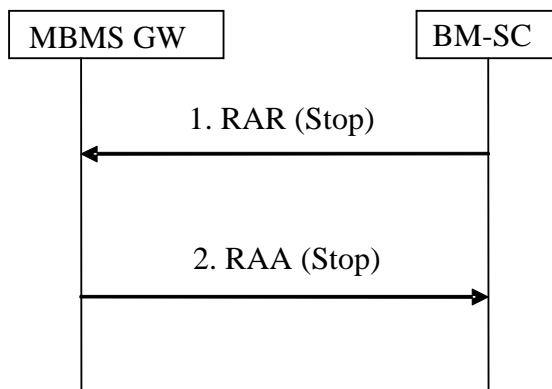 MBMS GW
BM-SC
1. RAR (Stop)
2. RAA (Stop)